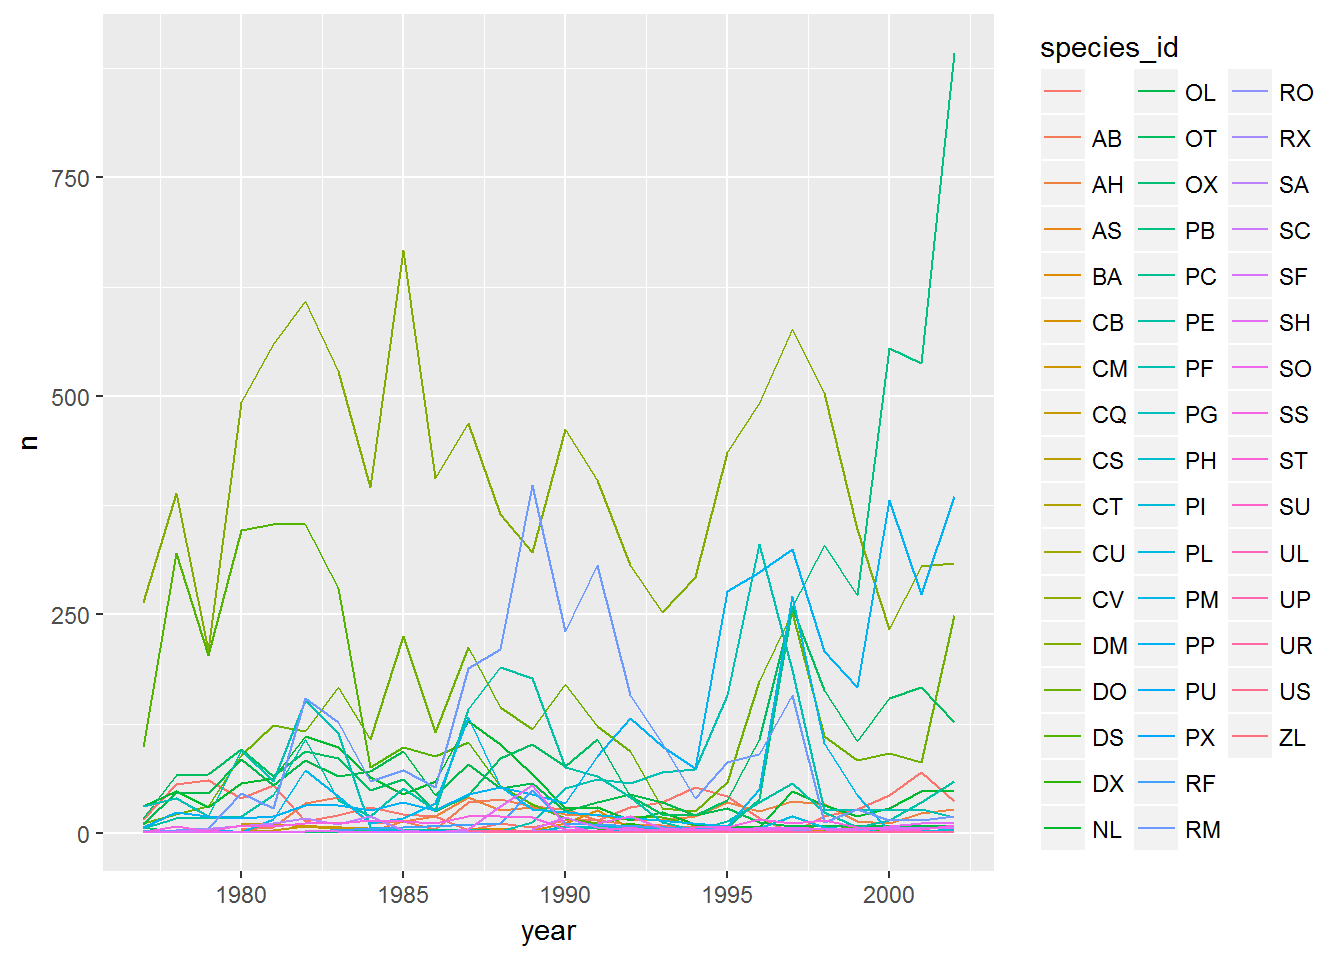 species_id
OL
RO
AB
OT
RX
AH
OX
SA
AS
PB
SC
BA
PC
SF
CB
PE
SH
CM
PF
SO
CQ
PG
SS
CS
PH
ST
CT
PI
SU
CU
PL
UL
CV
PM
UP
DM
PP
UR
DO
PU
US
DS
PX
ZL
DX
RF
NL
RM
750
500
250
0
n
1980
1985
1990
1995
2000
year